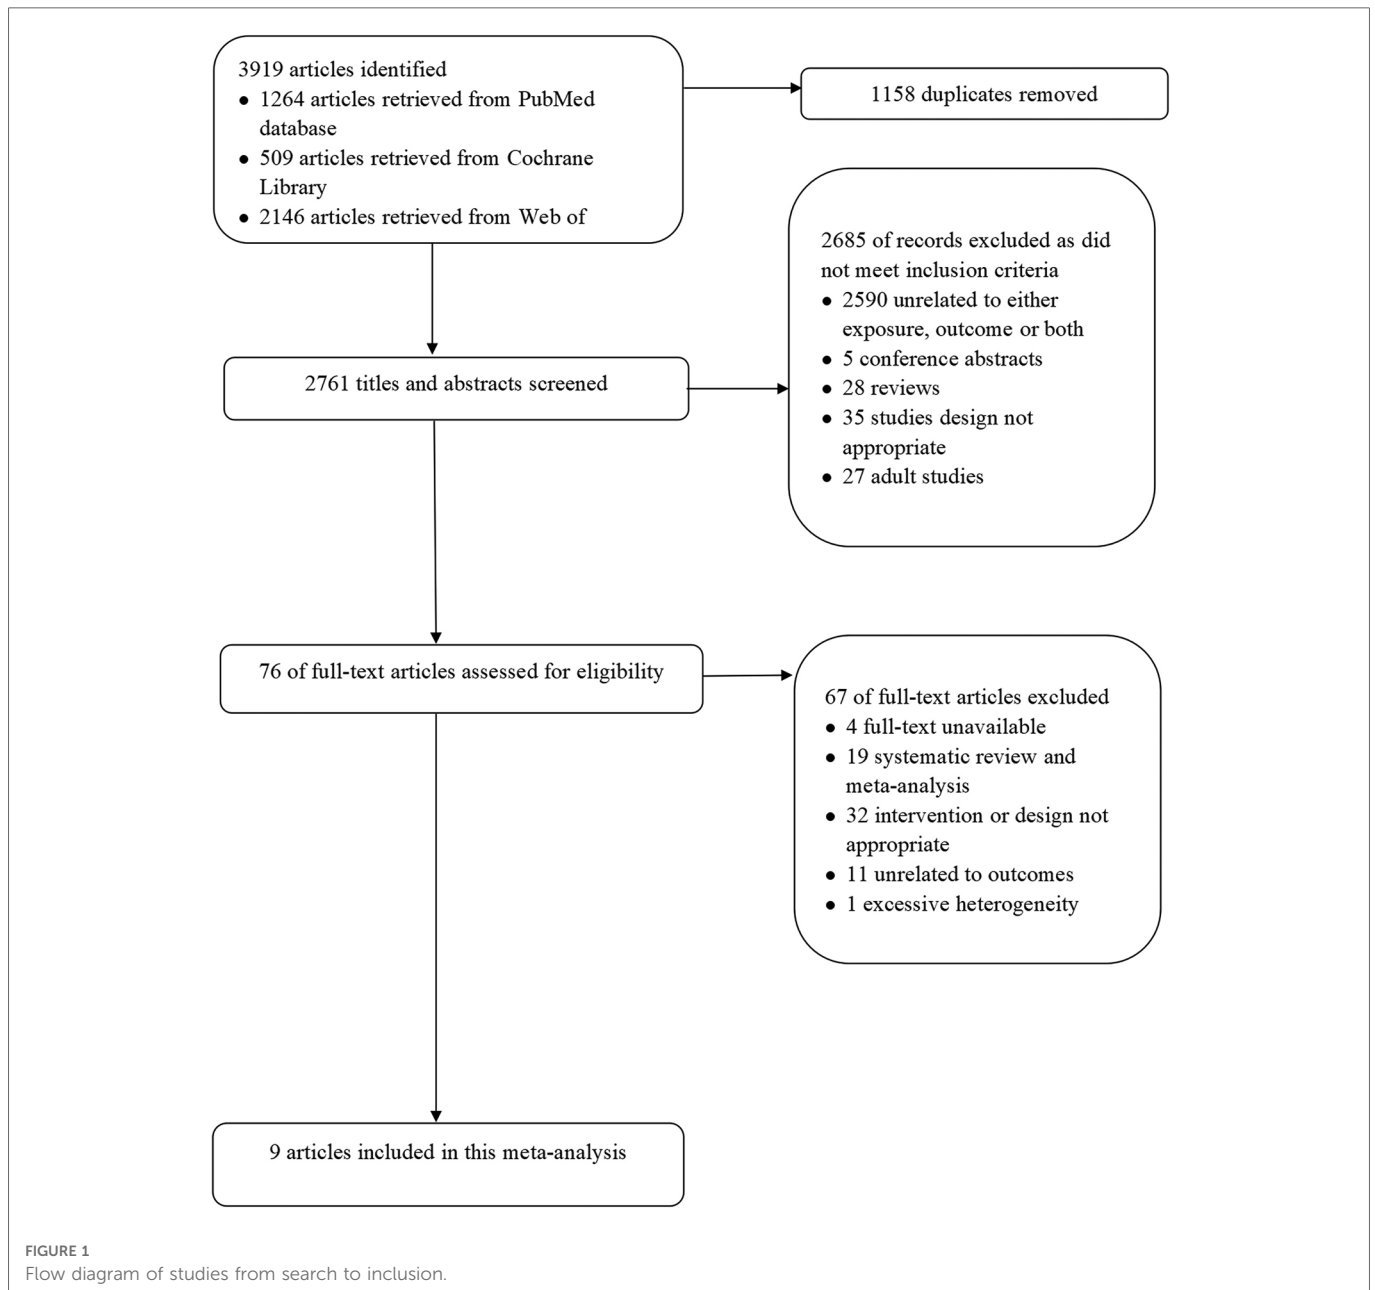 3919 articles identified
● 1264 articles retrieved from PubMed
database
● 509 articles retrieved from Cochrane
Library
● 2146 articles retrieved from Web of
1158 duplicates removed
2685 of records excluded as did
not meet inclusion criteria
● 2590 unrelated to either
exposure, outcome or both
● 5 conference abstracts
● 28 reviews
● 35 studies design not
appropriate
● 27 adult studies
2761 titles and abstracts screened
76 of full-text articles assessed for eligibility
67 of full-text articles excluded
● 4 full-text unavailable
● 19 systematic review and
meta-analysis
● 32 intervention or design not
appropriate
● 11 unrelated to outcomes
● 1 excessive heterogeneity
9 articles included in this meta-analysis
FIGURE 1
Flow diagram of studies from search to inclusion.